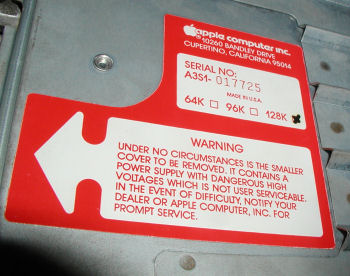 apple computer inc.
10260 BANDLEY DRIVE
CUPERTINO, CALIFORNIA 95014
SERIAL NO:
A3S1- 017725
MADE IN U.S.A.
64K 96K 128K
WARNING
UNDER NO CIRCUMSTANCES IS THE SMALLER
COVER TO BE REMOVED. IT CONTAINS A
POWER SUPPLY WITH DANGEROUS HIGH
VOLTAGES WHICH IS NOT USER SERVICEABLE.
IN THE EVENT OF DIFFICULTY, NOTIFY YOUR
DEALER OR APPLE COMPUTER, INC. FOR
PROMPT SERVICE.